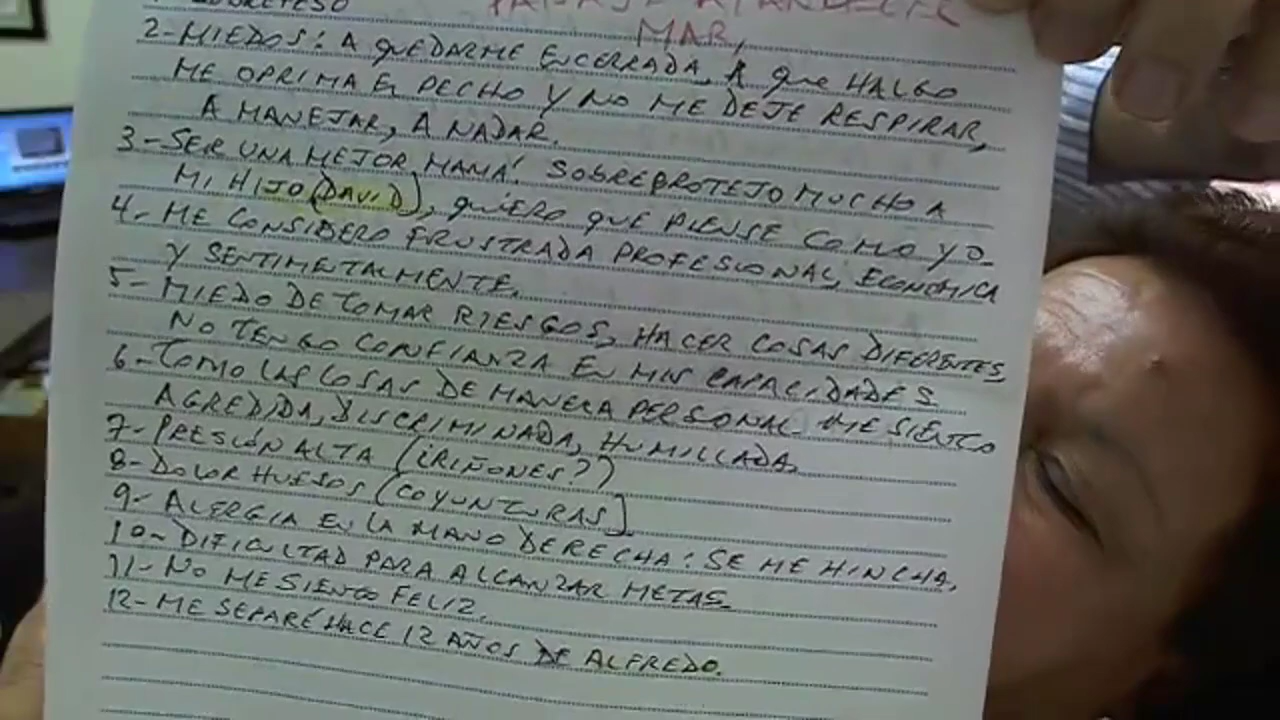 1- SOBREPESO
MAR,
2- MIEDOS: A QUEDARME ENCERRADA, A QUE HALGO
ME OPRIMA EL PECHO Y NO ME DEJE RESPIRAR,
A MANEJAR, A NADAR.
3- SER UNA MEJOR MAMÁ: SOBREPROTEJO MUCHO A
MI HIJO (DAVID), QUIERO QUE PIENSE COMO YO
4- ME CONSIDERO FRUSTRADA PROFESIONAL, ECONÓMICA
Y SENTIMETALMENTE.
5- MIEDO DE TOMAR RIESGOS, HACER COSAS DIFERENTES,
NO TENGO CONFIANZA EN MIS CAPACIDADES
6- TOMO LAS COSAS DE MANERA PERSONAL. ME SIENTO
AGREDIDA, DISCRIMINADA, HUMILLADA.
7- PRESIÓN ALTA (¿RIÑONES??)
8- DOLOR HUESOS (COYUNTURAS)
9- ALERGIA EN LA MANO DERECHA: SE ME HINCHA.
10- DIFICULTAD PARA ALCANZAR METAS.
11- NO ME SIENTO FELIZ.
12- ME SEPARÉ HACE 12 AÑOS DE ALFREDO.